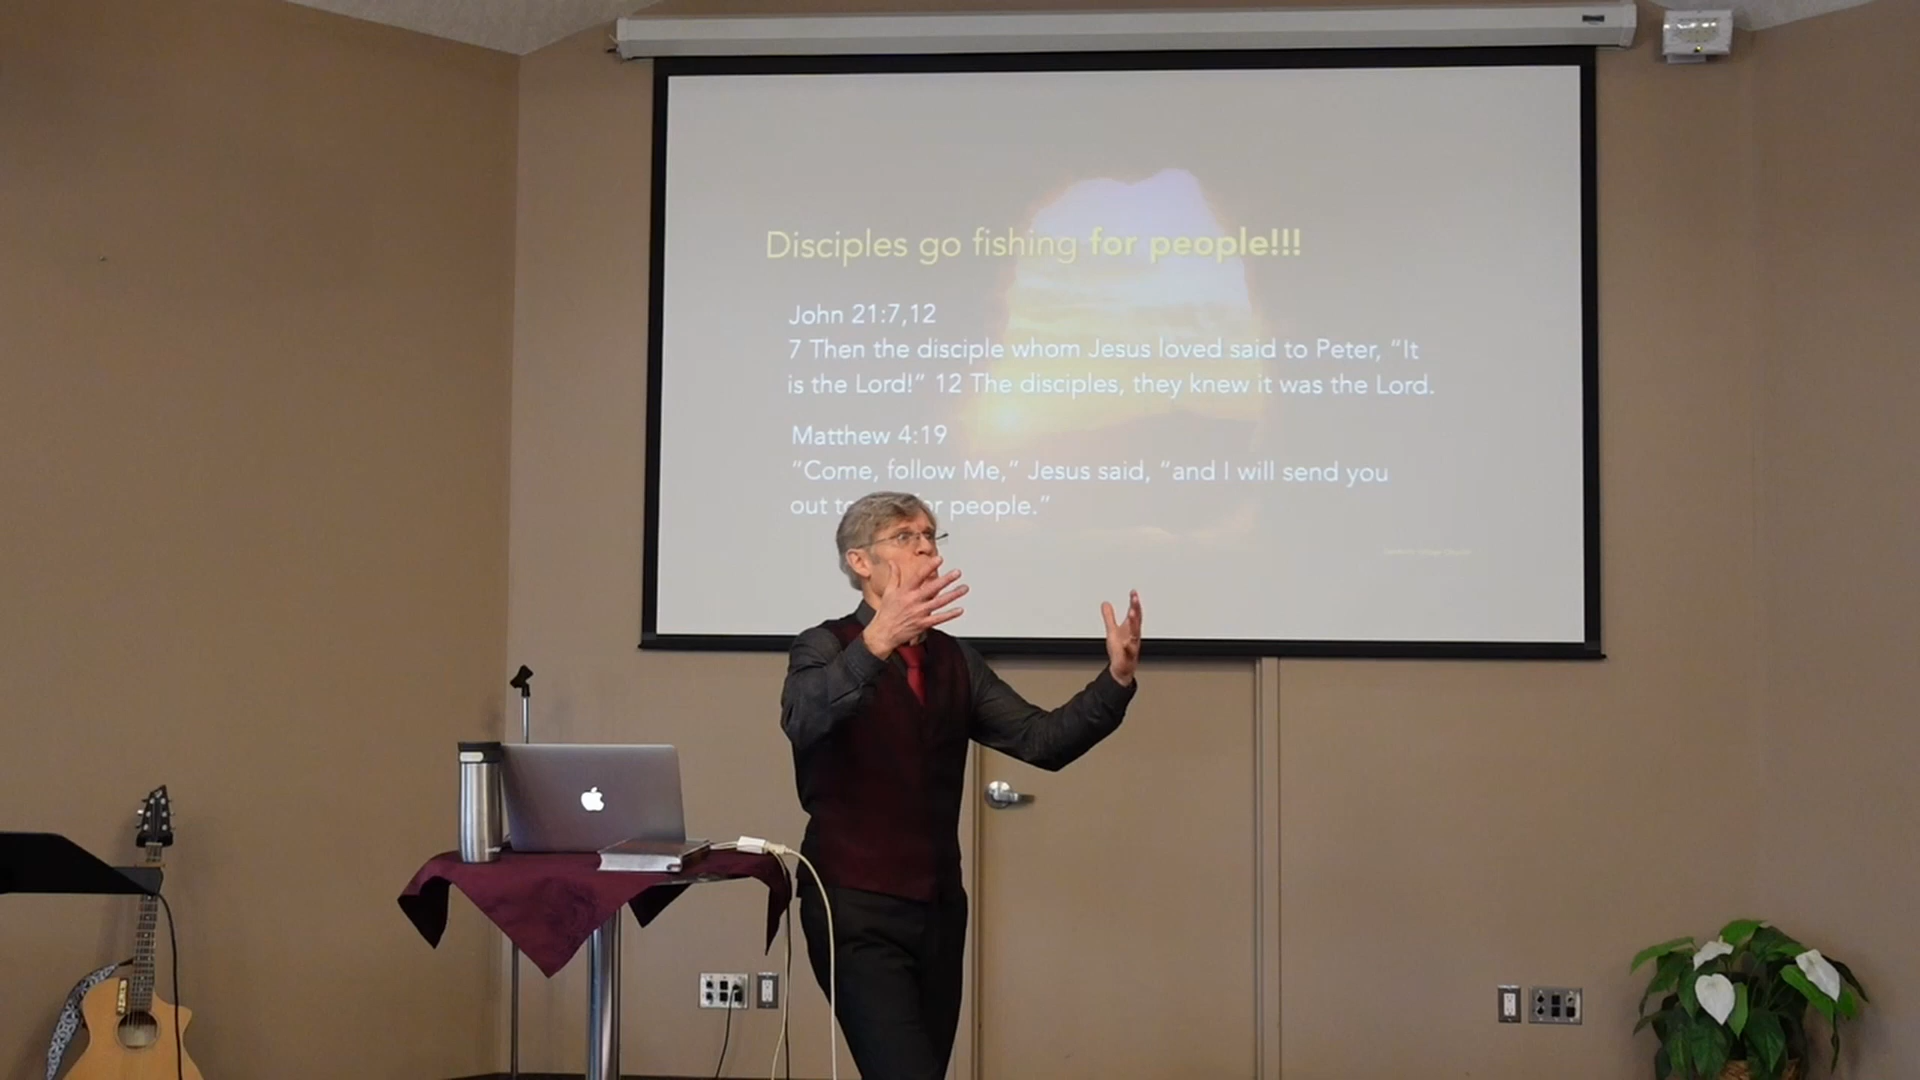 Disciples go fishing for people!!!
John 21:7,12
7 Then the disciple whom Jesus loved said to Peter, “It
is the Lord!” 12 The disciples, they knew it was the Lord.
Matthew 4:19
“Come, follow Me,” Jesus said, “and I will send you
out people.”